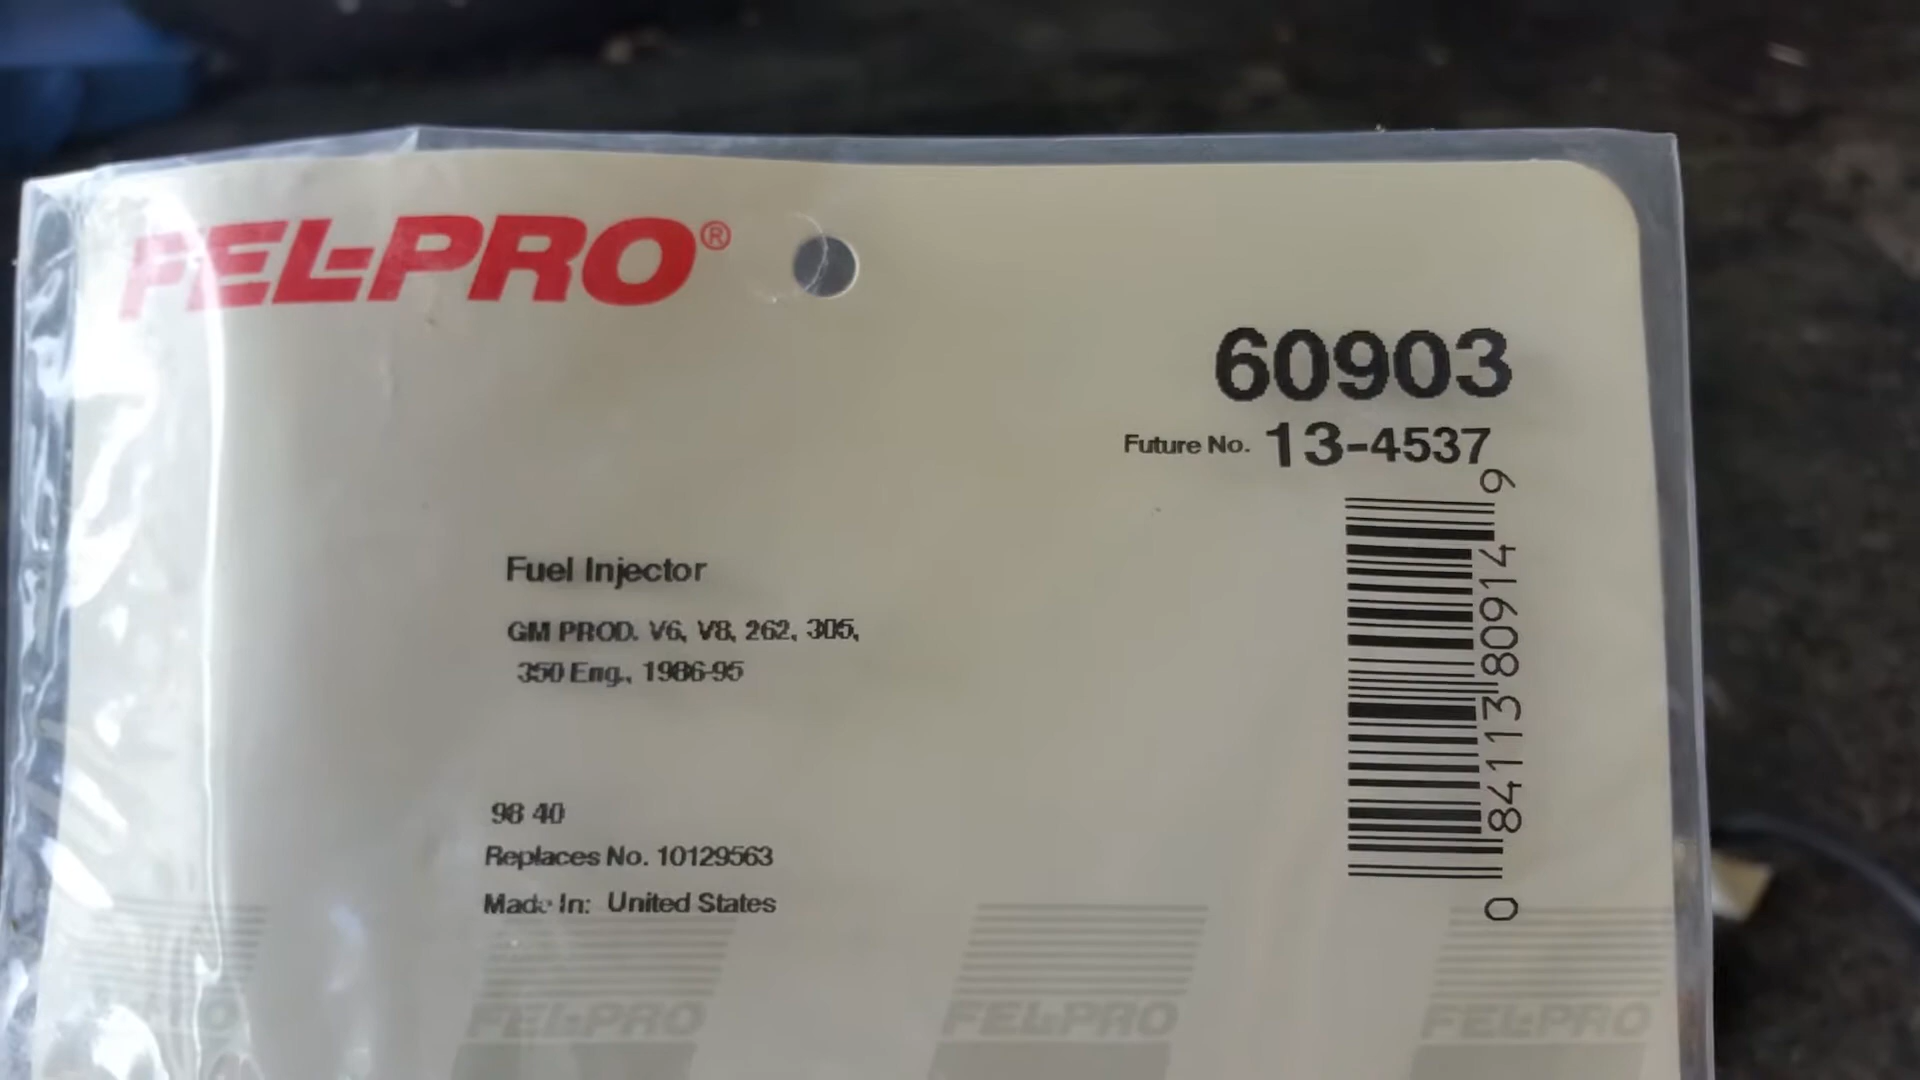 FEL-PRO®
60903
Future No. 13-4537
Fuel Injector
GM PROD. V6, V8, 262, 305,
350 Eng., 1986-95
98 40
Replaces No. 10129563
Made In: United States
0 84113 80914 9
FEL-PRO FEL-PRO FEL-PRO